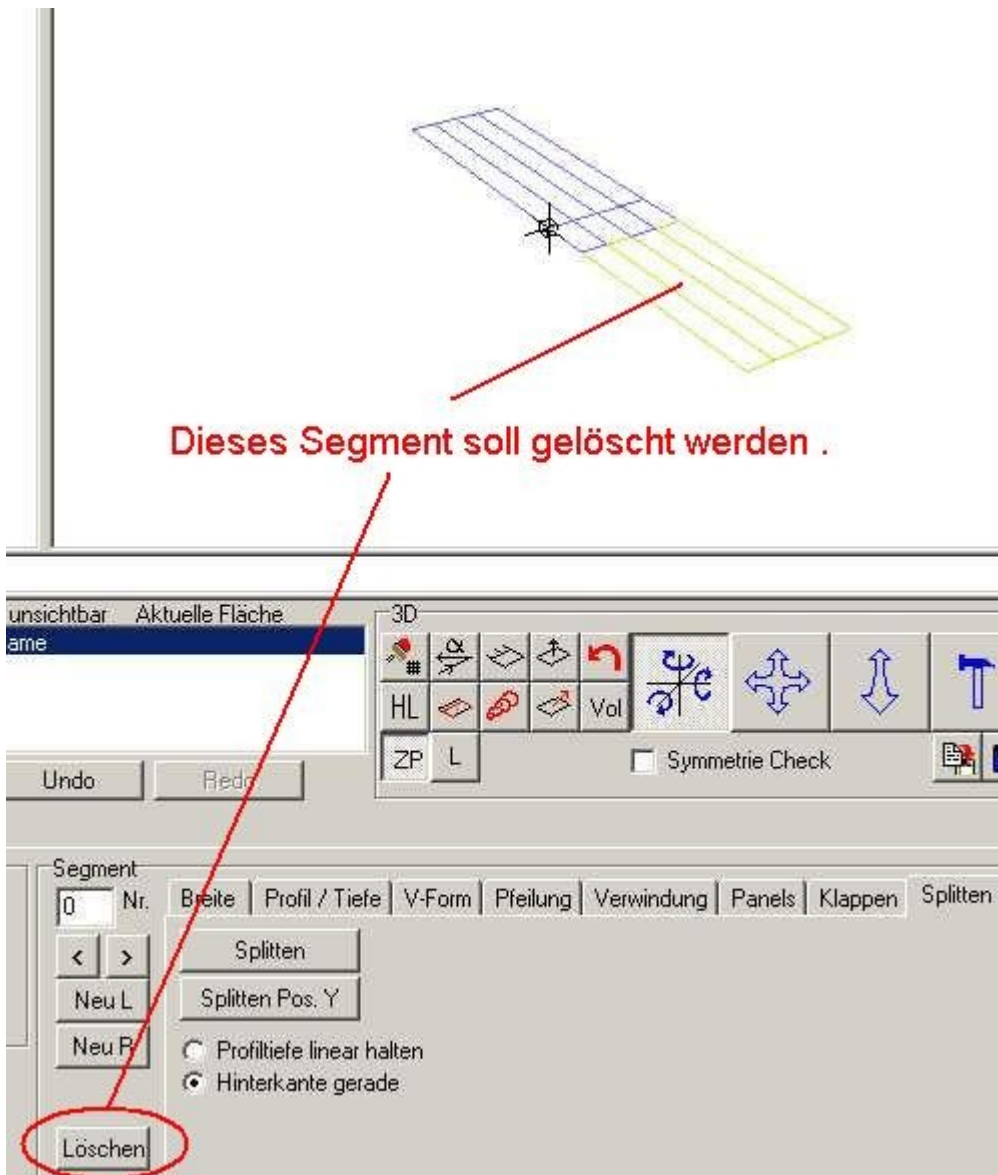 Dieses Segment soll gelöscht werden .
unsichtbar Aktuelle Fläche
ame
3D
α
#
HL
Vol
ZP L
Symmetrie Check
Undo Redo
Segment
0 Nr.
Breite Profil / Tiefe V-Form Pfeilung Verwindung Panels Klappen Splitten
< >
Splitten
Neu L
Splitten Pos. Y
Neu R
Profiltiefe linear halten
Hinterkante gerade
Löschen